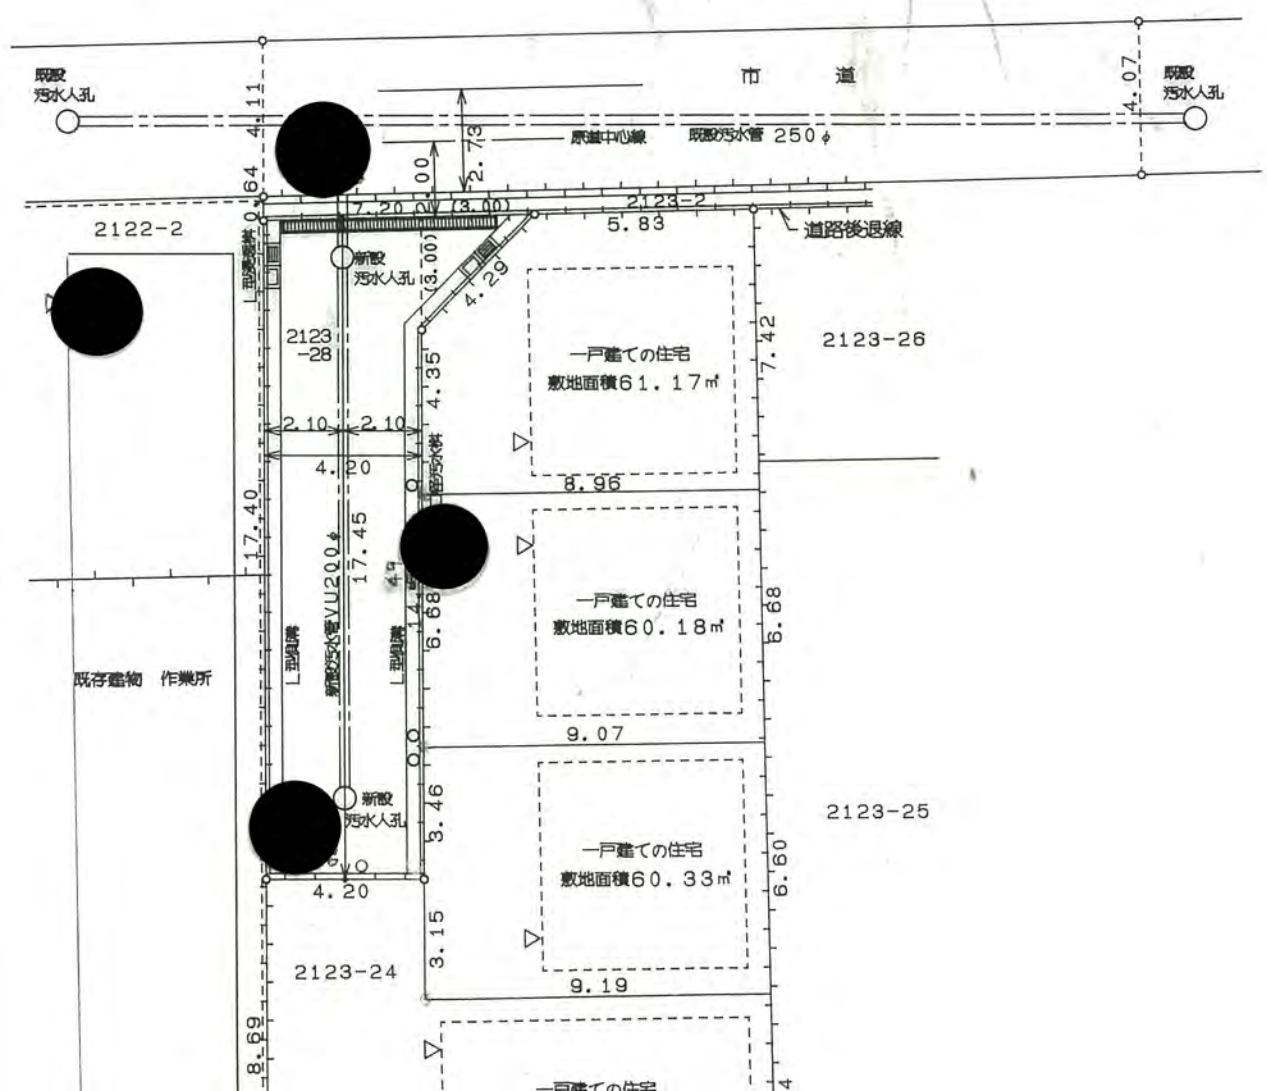 既設
汚水人孔
4.11
市 道
4.07
既設
汚水人孔
原道中心線
既設汚水管 250φ
2.73
00
0.64
7.20
(3.00)
2123-2
5.83
道路後退線
2122-2
新設
汚水人孔
(3.00)
4.29
2123
-28
4.35
一戸建ての住宅
敷地面積61.17㎡
7.42
2123-26
2.10
2.10
4.20
8.96
17.40
17.45
新設汚水管VU200φ
L型側溝
L型側溝
6.68
一戸建ての住宅
敷地面積60.18㎡
6.68
既存建物 作業所
9.07
新設
汚水人孔
3.46
一戸建ての住宅
敷地面積60.33㎡
6.60
2123-25
4.20
3.15
2123-24
9.19
8.69
一戸建ての住宅